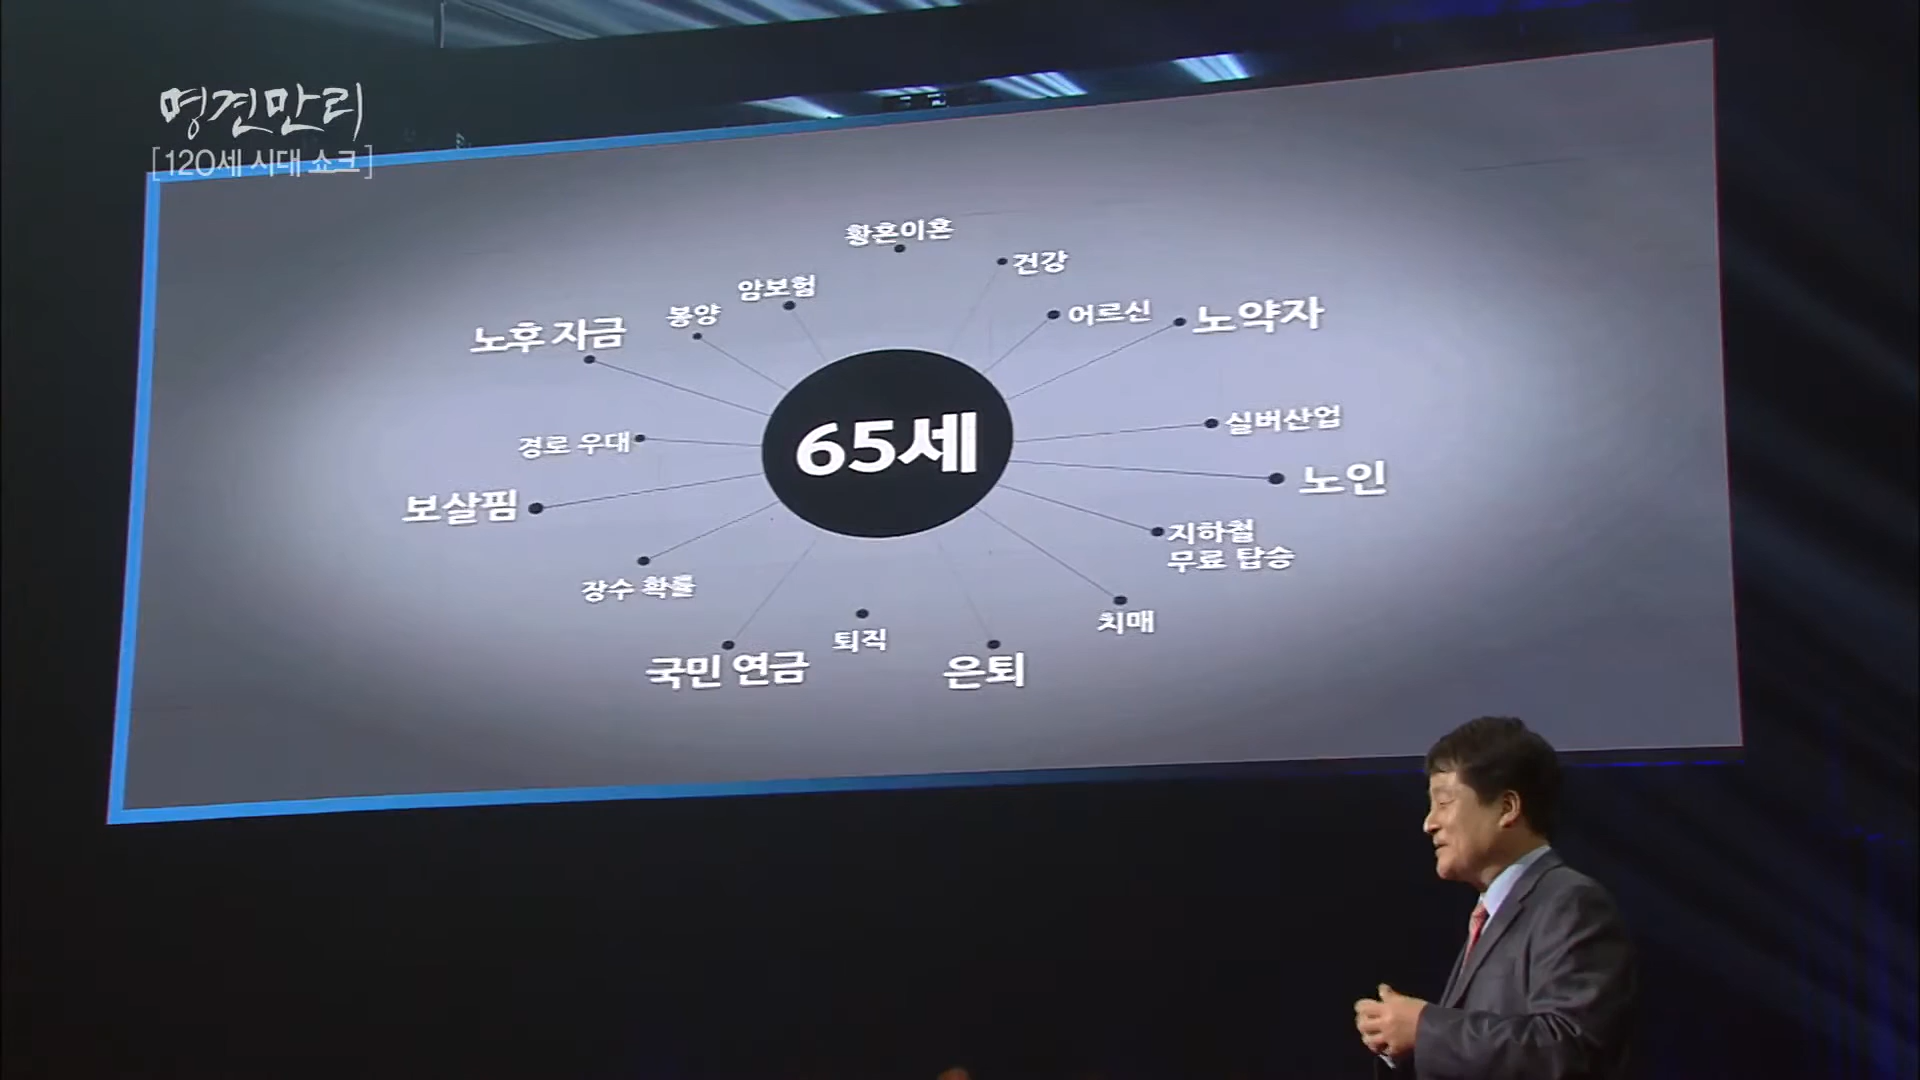 명견만리
[120세 시대 쇼크]
황혼이혼
건강
암보험
봉양
어르신
노약자
노후 자금
65세
실버산업
경로 우대
노인
보살핌
지하철
무료 탑승
장수 확률
치매
퇴직
국민 연금
은퇴